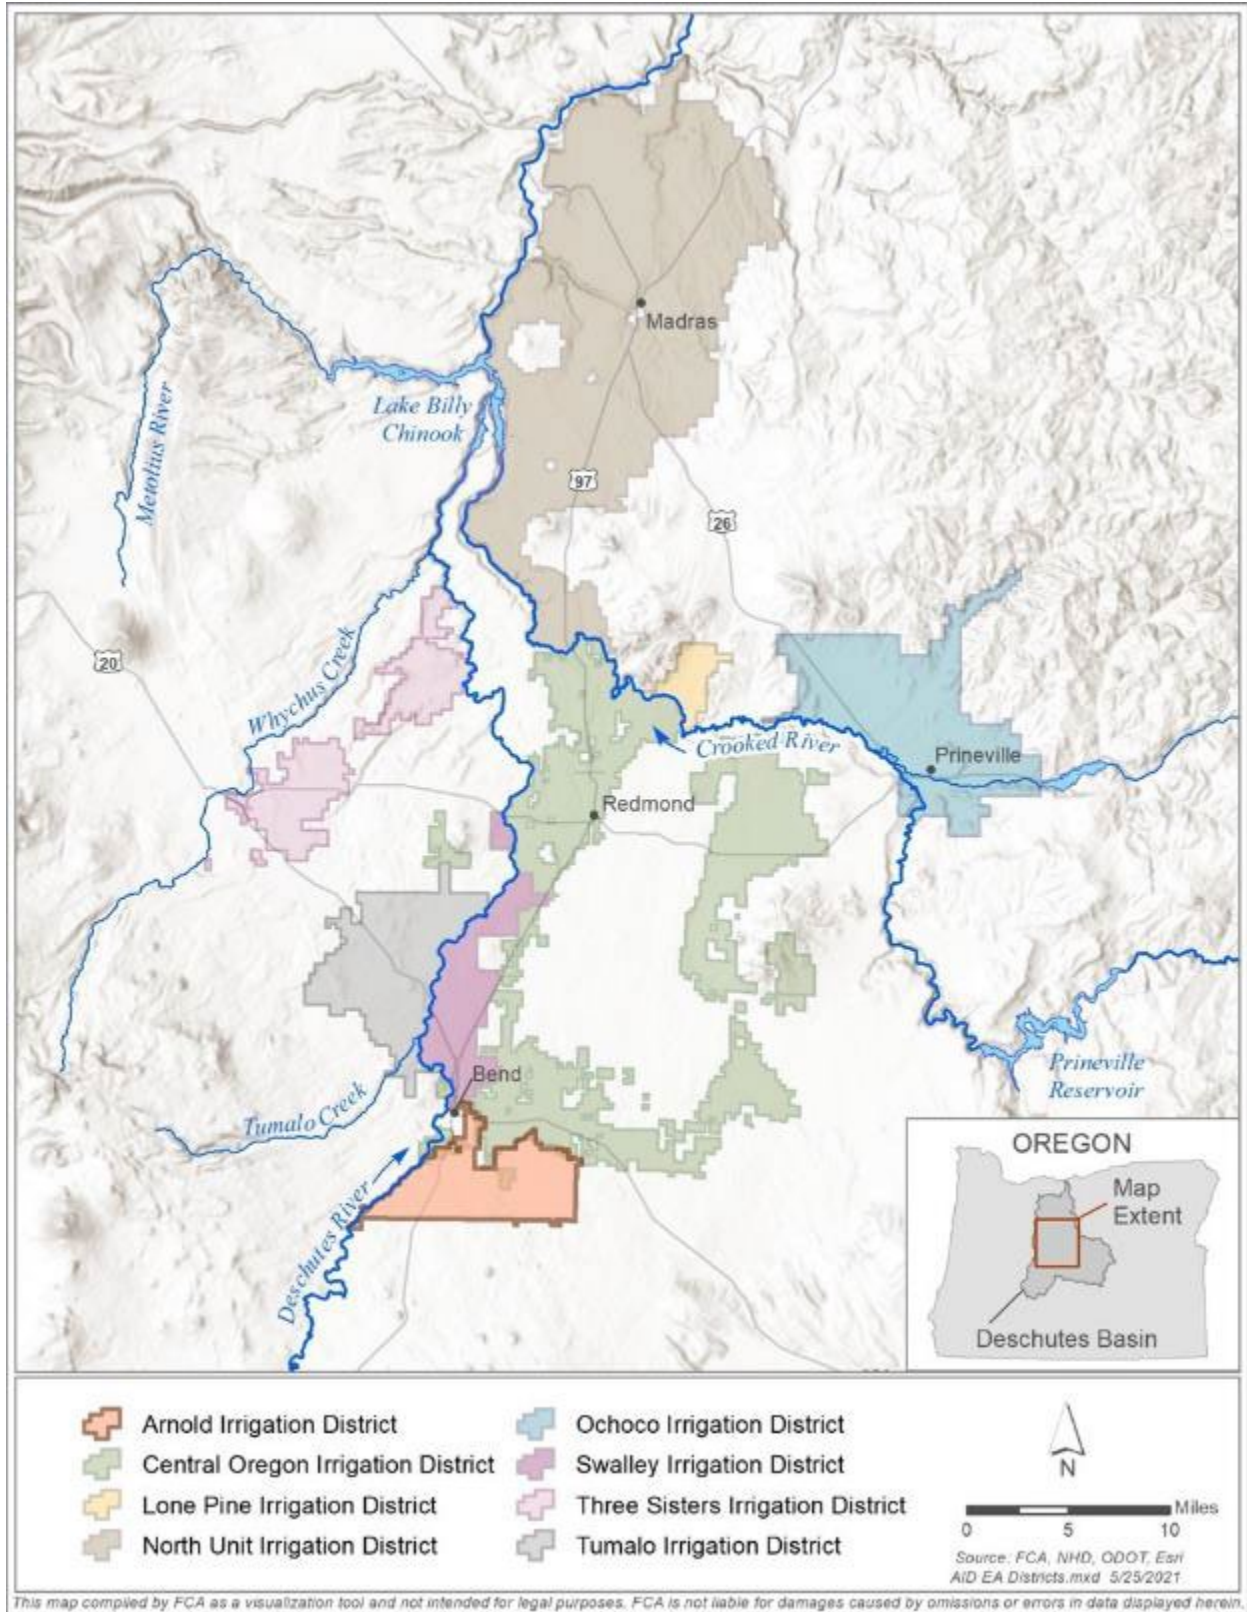 Madras
Lake Billy
Chinook
Metolius River
97
26
20
Whychus Creek
Crooked River
Prineville
Redmond
Prineville
Reservoir
Bend
Tumalo Creek
Deschutes River
OREGON
Map
Extent
Deschutes Basin
Arnold Irrigation District
Central Oregon Irrigation District
Lone Pine Irrigation District
North Unit Irrigation District
Ochoco Irrigation District
Swalley Irrigation District
Three Sisters Irrigation District
Tumalo Irrigation District
N
Miles
0 5 10
Source: FCA, NHD, ODOT, Esri
AID EA Districts.mxd 5/25/2021
This map compiled by FCA as a visualization tool and not intended for legal purposes. FCA is not liable for damages caused by omissions or errors in data displayed herein.